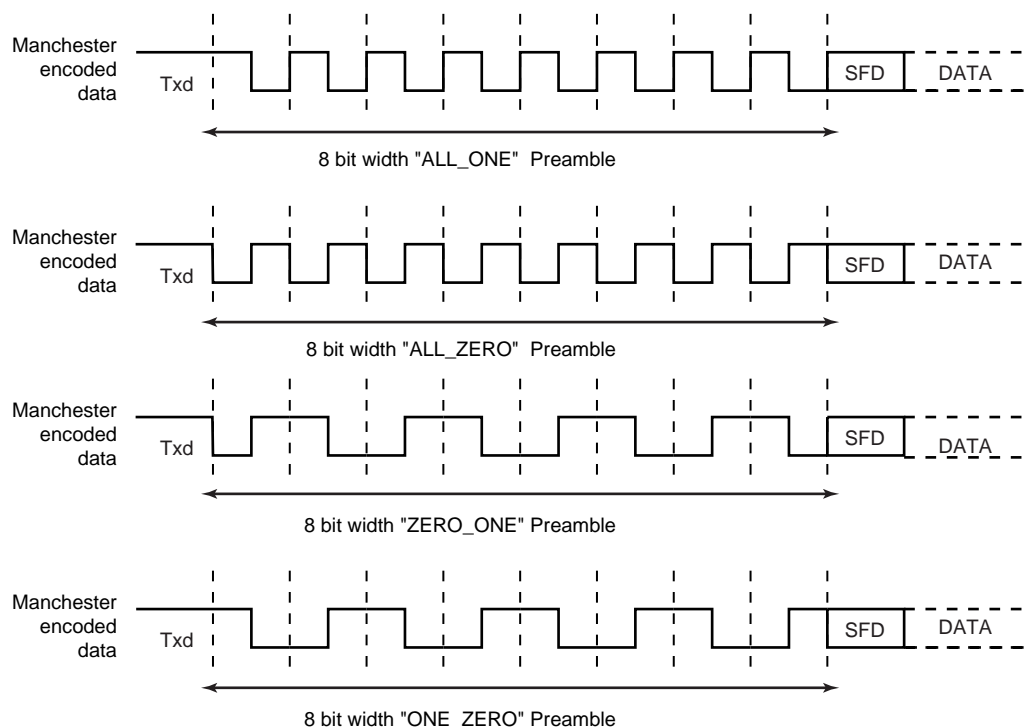 Manchester
encoded
data
Txd
SFD
DATA
8 bit width "ALL_ONE" Preamble
Manchester
encoded
data
Txd
SFD
DATA
8 bit width "ALL_ZERO" Preamble
Manchester
encoded
data
Txd
SFD
DATA
8 bit width "ZERO_ONE" Preamble
Manchester
encoded
data
Txd
SFD
DATA
8 bit width "ONE_ZERO" Preamble